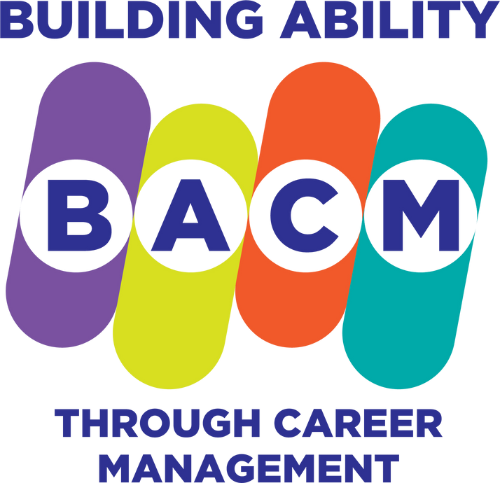 BUILDING ABILITY
BACM
THROUGH CAREER
MANAGEMENT